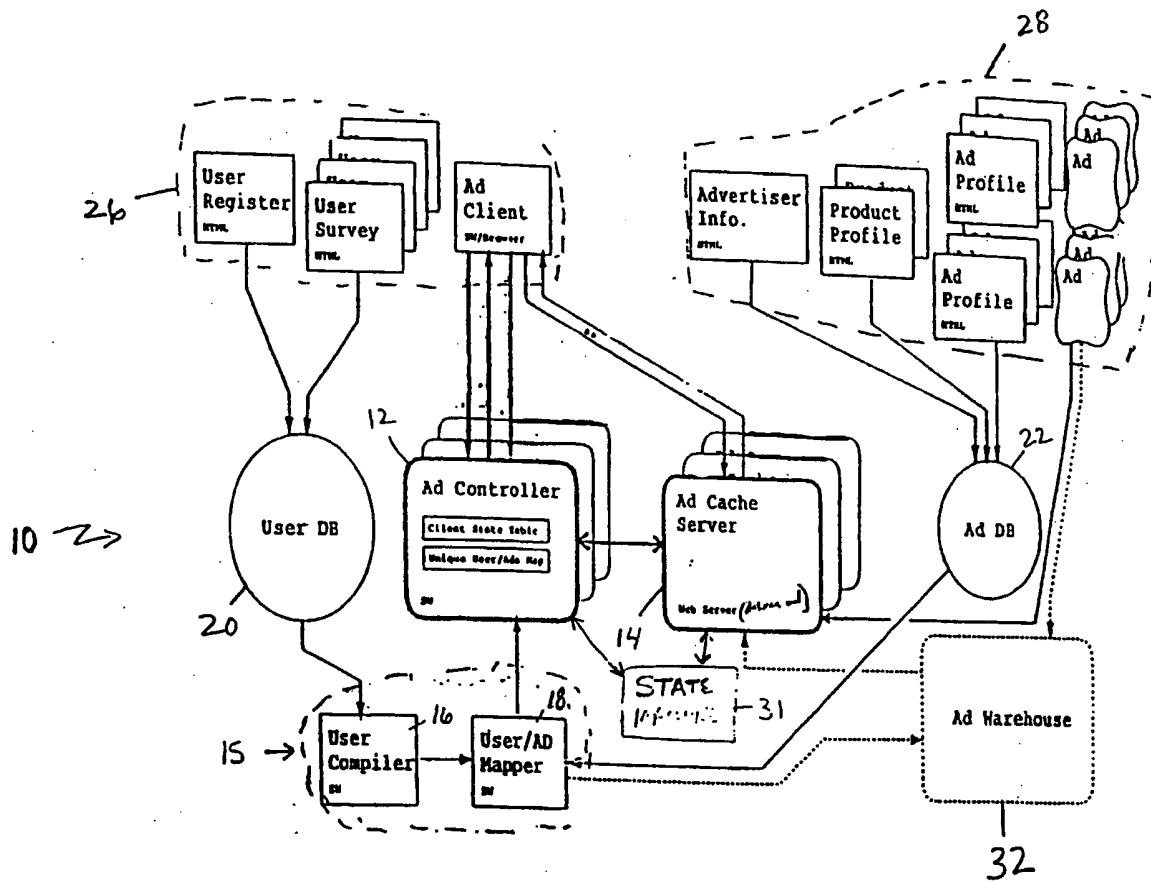 28
User
Register
HTML
User
Survey
HTML
Ad
Client
SW/Browser
26
Advertiser
Info.
HTML
Product
Product
Profile
HTML
Ad
Profile
HTML
Ad
Profile
HTML
Ad
Ad
Ad
Ad
12
Ad Controller
Client State Table
Unique User/Ads Map
SW
Ad Cache
Server
Web Server
14
22
Ad DB
User DB
20
10
STATE
31
15
16
User
Compiler
SW
18
User/AD
Mapper
SW
Ad Warehouse
32